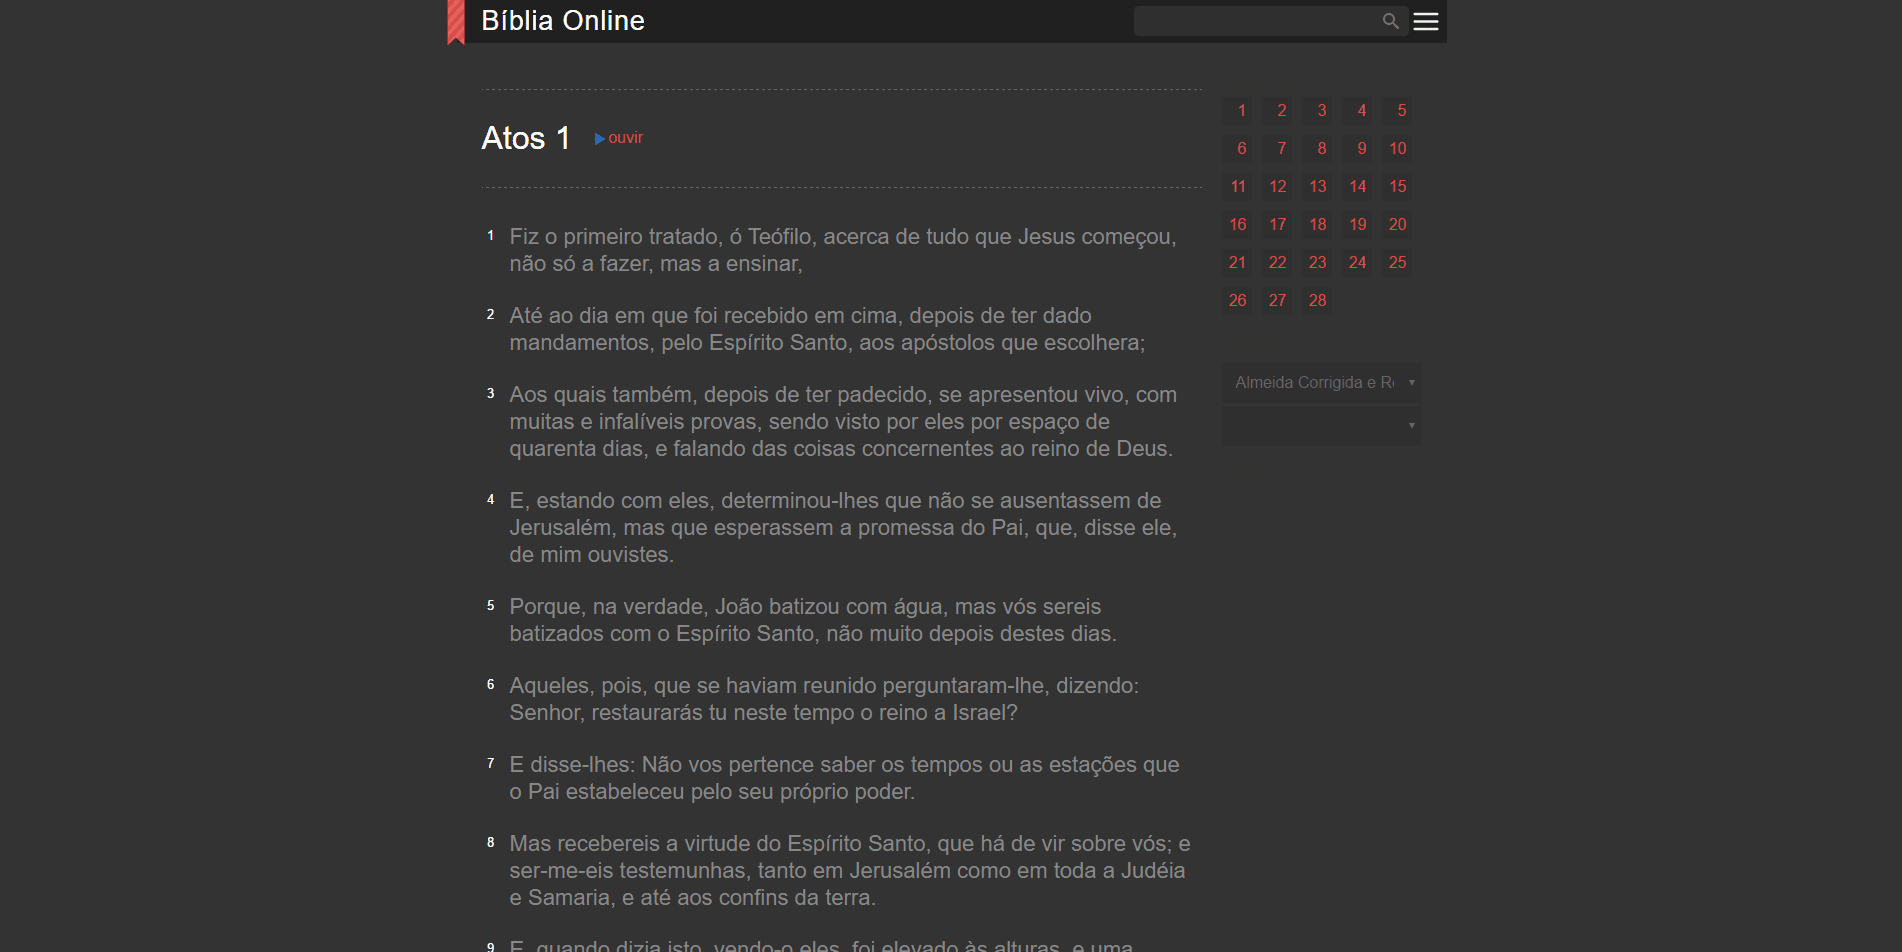 Bíblia Online
Atos 1 ouvir
1 Fiz o primeiro tratado, ó Teófilo, acerca de tudo que Jesus começou,
não só a fazer, mas a ensinar,
2 Até ao dia em que foi recebido em cima, depois de ter dado
mandamentos, pelo Espírito Santo, aos apóstolos que escolhera;
3 Aos quais também, depois de ter padecido, se apresentou vivo, com
muitas e infalíveis provas, sendo visto por eles por espaço de
quarenta dias, e falando das coisas concernentes ao reino de Deus.
4 E, estando com eles, determinou-lhes que não se ausentassem de
Jerusalém, mas que esperassem a promessa do Pai, que, disse ele,
de mim ouvistes.
5 Porque, na verdade, João batizou com água, mas vós sereis
batizados com o Espírito Santo, não muito depois destes dias.
6 Aqueles, pois, que se haviam reunido perguntaram-lhe, dizendo:
Senhor, restaurarás tu neste tempo o reino a Israel?
7 E disse-lhes: Não vos pertence saber os tempos ou as estações que
o Pai estabeleceu pelo seu próprio poder.
8 Mas recebereis a virtude do Espírito Santo, que há de vir sobre vós; e
ser-me-eis testemunhas, tanto em Jerusalém como em toda a Judéia
e Samaria, e até aos confins da terra.
9 E, quando dizia isto, vendo-o eles, foi elevado às alturas, e uma
1 2 3 4 5
6 7 8 9 10
11 12 13 14 15
16 17 18 19 20
21 22 23 24 25
26 27 28
Almeida Corrigida e Re